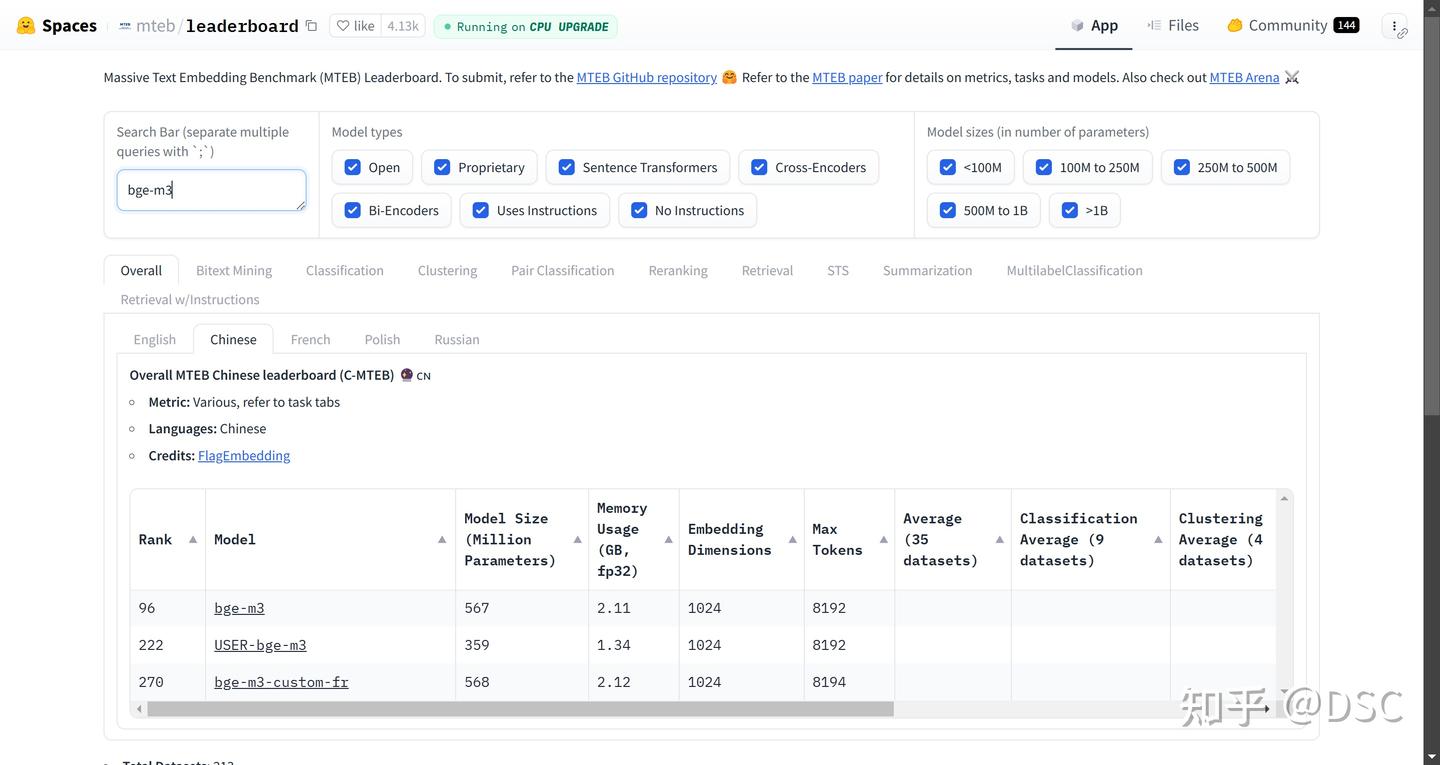 Spaces mteb/leaderboard like 4.13k Running on CPU UPGRADE App Files Community 144
Massive Text Embedding Benchmark (MTEB) Leaderboard. To submit, refer to the MTEB GitHub repository 🤗 Refer to the MTEB paper for details on metrics, tasks and models. Also check out MTEB Arena ⚔️
Search Bar (separate multiple
queries with `;`)
bge-m3
Model types
Open Proprietary Sentence Transformers Cross-Encoders
Bi-Encoders Uses Instructions No Instructions
Model sizes (in number of parameters)
<100M 100M to 250M 250M to 500M
500M to 1B >1B
Overall Bitext Mining Classification Clustering Pair Classification Reranking Retrieval STS Summarization MultilabelClassification
Retrieval w/Instructions
English Chinese French Polish Russian
Overall MTEB Chinese leaderboard (C-MTEB) 🔮 CN
Metric: Various, refer to task tabs
Languages: Chinese
Credits: FlagEmbedding
Rank
Model
Model Size
(Million
Parameters)
Memory
Usage
(GB,
fp32)
Embedding
Dimensions
Max
Tokens
Average
(35
datasets)
Classification
Average (9
datasets)
Clustering
Average (4
datasets)
96 bge-m3 567 2.11 1024 8192
222 USER-bge-m3 359 1.34 1024 8192
270 bge-m3-custom-fr 568 2.12 1024 8194
知乎 @DSC
Total Datasets: 213